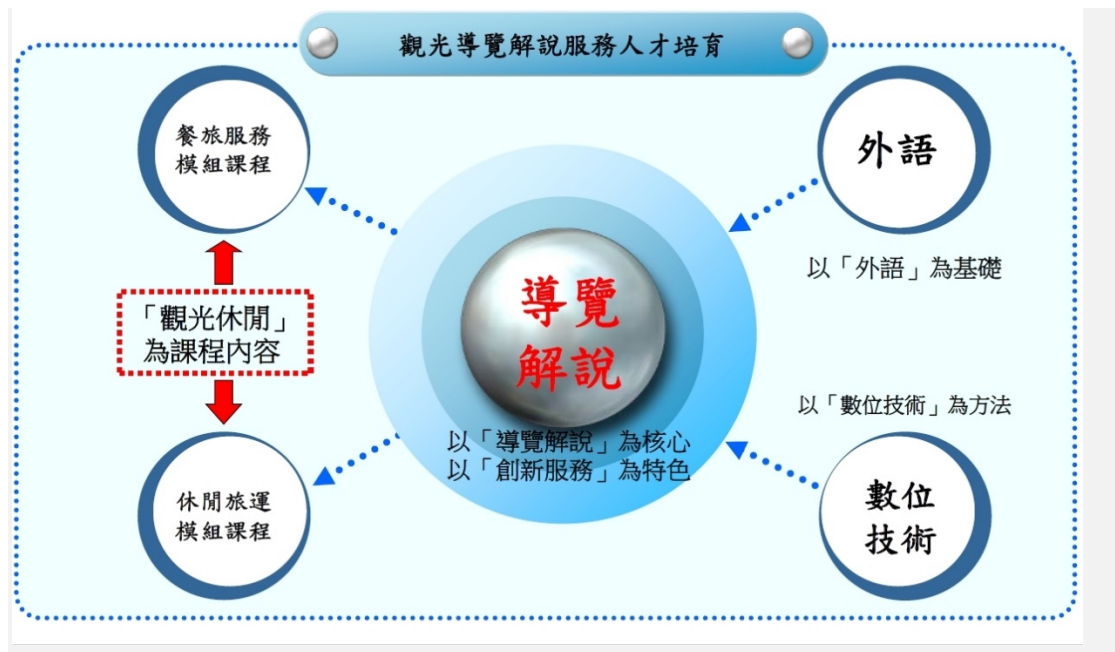 觀光導覽解說服務人才培育
餐旅服務
模組課程
外語
以「外語」為基礎
「觀光休閒」
為課程內容
導覽
解說
以「導覽解說」為核心
以「創新服務」為特色
以「數位技術」為方法
休閒旅運
模組課程
數位
技術